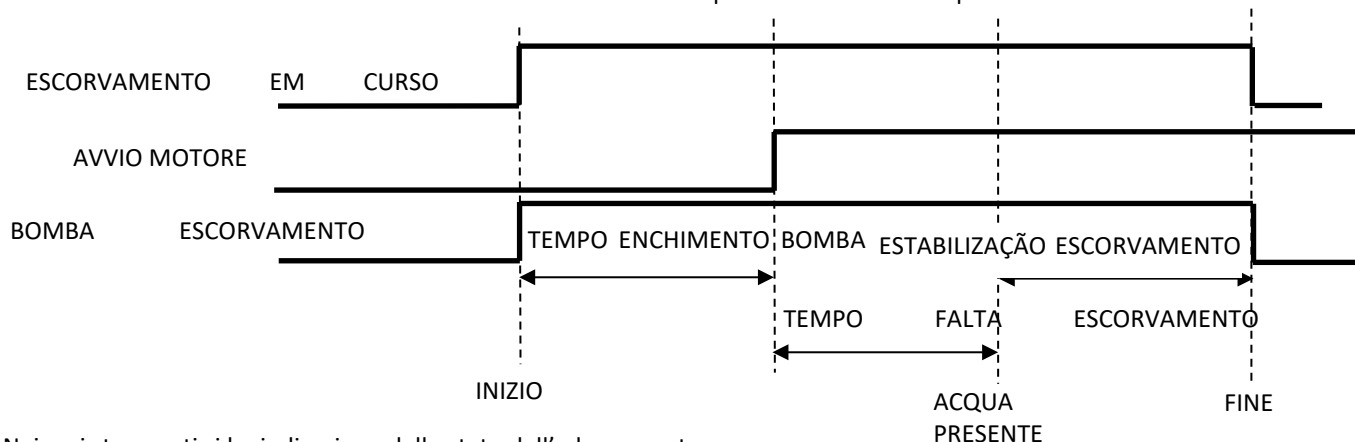 ESCORVAMENTO EM CURSO
AVVIO MOTORE
BOMBA ESCORVAMENTO
TEMPO ENCHIMENTO BOMBA
ESTABILIZAÇÃO ESCORVAMENTO
TEMPO FALTA ESCORVAMENTO
INIZIO
ACQUA
PRESENTE
FINE